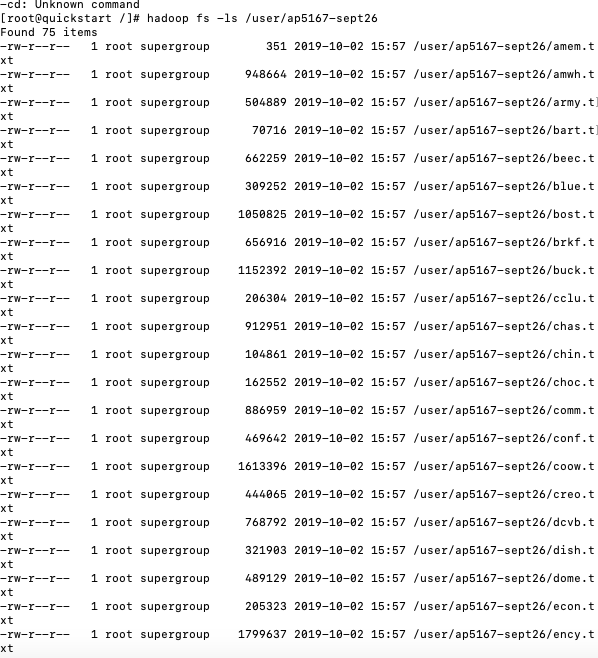 -cd: Unknown command
[root@quickstart /]# hadoop fs -ls /user/ap5167-sept26
Found 75 items
-rw-r--r--   1 root supergroup        351 2019-10-02 15:57 /user/ap5167-sept26/amem.t
xt
-rw-r--r--   1 root supergroup     948664 2019-10-02 15:57 /user/ap5167-sept26/amwh.t
xt
-rw-r--r--   1 root supergroup     504889 2019-10-02 15:57 /user/ap5167-sept26/army.t]
xt
-rw-r--r--   1 root supergroup      70716 2019-10-02 15:57 /user/ap5167-sept26/bart.t]
xt
-rw-r--r--   1 root supergroup     662259 2019-10-02 15:57 /user/ap5167-sept26/beec.t
xt
-rw-r--r--   1 root supergroup     309252 2019-10-02 15:57 /user/ap5167-sept26/blue.t
xt
-rw-r--r--   1 root supergroup    1050825 2019-10-02 15:57 /user/ap5167-sept26/bost.t
xt
-rw-r--r--   1 root supergroup     656916 2019-10-02 15:57 /user/ap5167-sept26/brkf.t
xt
-rw-r--r--   1 root supergroup    1152392 2019-10-02 15:57 /user/ap5167-sept26/buck.t
xt
-rw-r--r--   1 root supergroup     206304 2019-10-02 15:57 /user/ap5167-sept26/cclu.t
xt
-rw-r--r--   1 root supergroup     912951 2019-10-02 15:57 /user/ap5167-sept26/chas.t
xt
-rw-r--r--   1 root supergroup     104861 2019-10-02 15:57 /user/ap5167-sept26/chin.t
xt
-rw-r--r--   1 root supergroup     162552 2019-10-02 15:57 /user/ap5167-sept26/choc.t
xt
-rw-r--r--   1 root supergroup     886959 2019-10-02 15:57 /user/ap5167-sept26/comm.t
xt
-rw-r--r--   1 root supergroup     469642 2019-10-02 15:57 /user/ap5167-sept26/conf.t
xt
-rw-r--r--   1 root supergroup    1613396 2019-10-02 15:57 /user/ap5167-sept26/coow.t
xt
-rw-r--r--   1 root supergroup     444065 2019-10-02 15:57 /user/ap5167-sept26/creo.t
xt
-rw-r--r--   1 root supergroup     768792 2019-10-02 15:57 /user/ap5167-sept26/dcvb.t
xt
-rw-r--r--   1 root supergroup     321903 2019-10-02 15:57 /user/ap5167-sept26/dish.t
xt
-rw-r--r--   1 root supergroup     489129 2019-10-02 15:57 /user/ap5167-sept26/dome.t
xt
-rw-r--r--   1 root supergroup     205323 2019-10-02 15:57 /user/ap5167-sept26/econ.t
xt
-rw-r--r--   1 root supergroup    1799637 2019-10-02 15:57 /user/ap5167-sept26/ency.t
xt